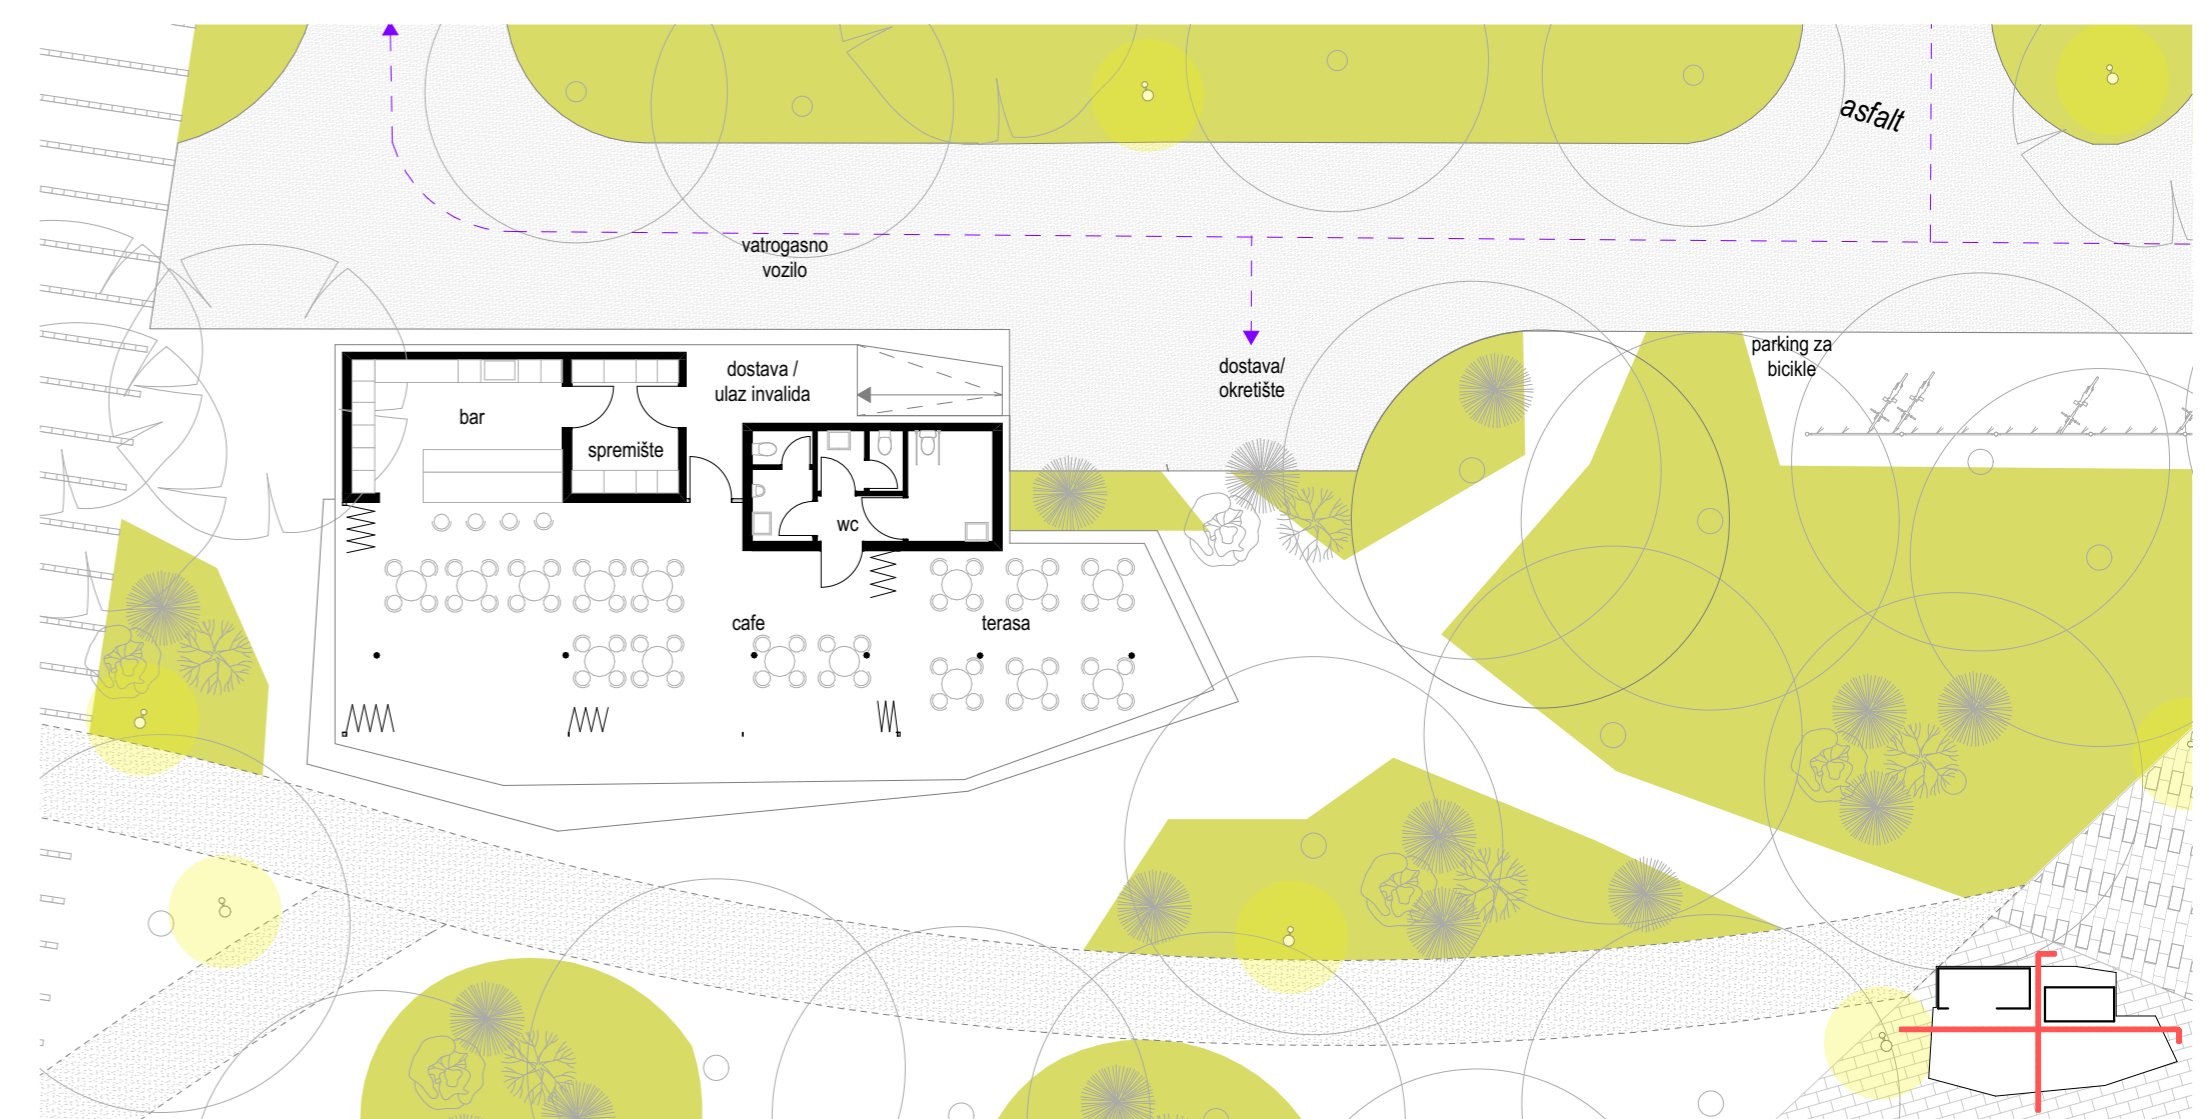 asfalt
vatrogasno
vozilo
parking za
bicikle
dostava /
ulaz invalida
dostava/
okretište
bar
spremište
wc
cafe
terasa